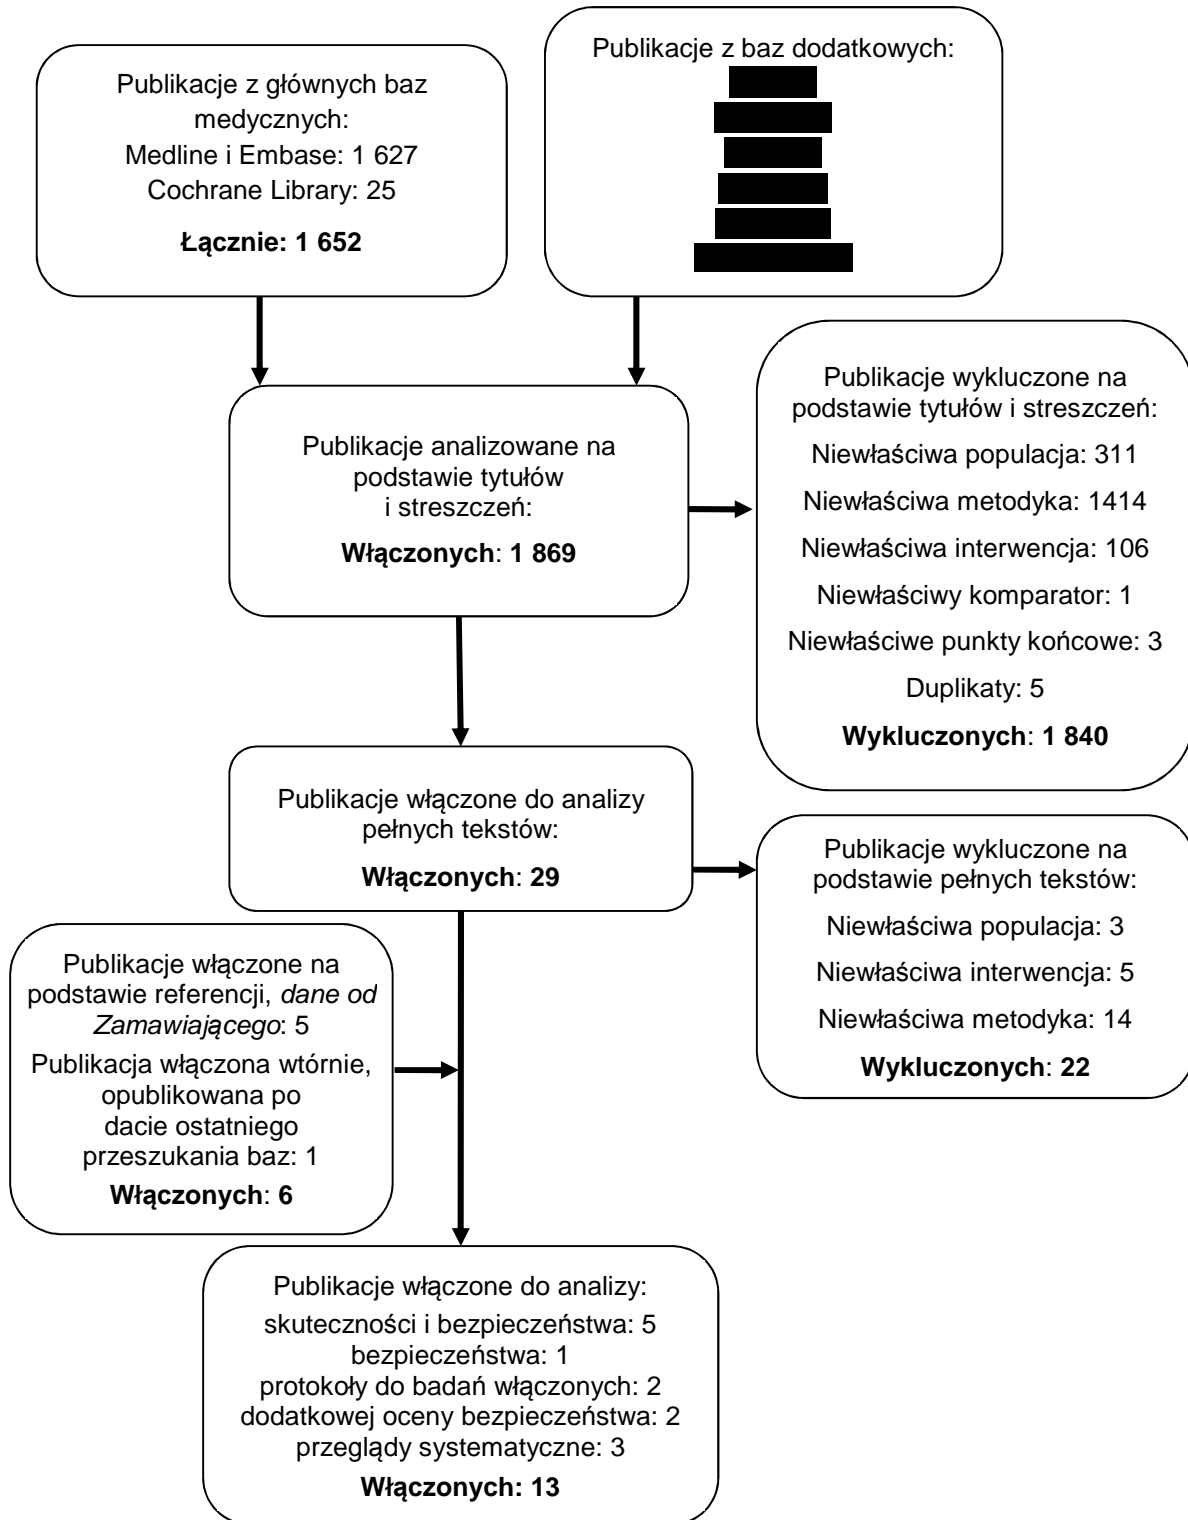 Publikacje z głównych baz
medycznych:
Medline i Embase: 1 627
Cochrane Library: 25
Łącznie: 1 652
Publikacje z baz dodatkowych:
Publikacje analizowane na
podstawie tytułów
i streszczeń:
Włączonych: 1 869
Publikacje wykluczone na
podstawie tytułów i streszczeń:
Niewłaściwa populacja: 311
Niewłaściwa metodyka: 1414
Niewłaściwa interwencja: 106
Niewłaściwy komparator: 1
Niewłaściwe punkty końcowe: 3
Duplikaty: 5
Wykluczonych: 1 840
Publikacje włączone do analizy
pełnych tekstów:
Włączonych: 29
Publikacje wykluczone na
podstawie pełnych tekstów:
Niewłaściwa populacja: 3
Niewłaściwa interwencja: 5
Niewłaściwa metodyka: 14
Wykluczonych: 22
Publikacje włączone na
podstawie referencji, dane od
Zamawiającego: 5
Publikacja włączona wtórnie,
opublikowana po
dacie ostatniego
przeszukania baz: 1
Włączonych: 6
Publikacje włączone do analizy:
skuteczności i bezpieczeństwa: 5
bezpieczeństwa: 1
protokoły do badań włączonych: 2
dodatkowej oceny bezpieczeństwa: 2
przeglądy systematyczne: 3
Włączonych: 13